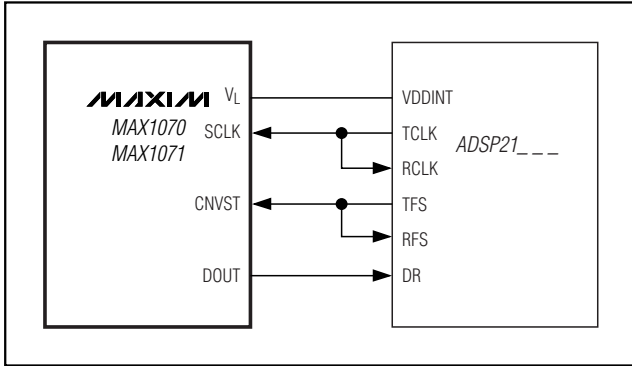 MAXIM
MAX1070
MAX1071
VL
SCLK
CNVST
DOUT
VDDINT
TCLK
RCLK
TFS
RFS
DR
ADSP21_ _ _